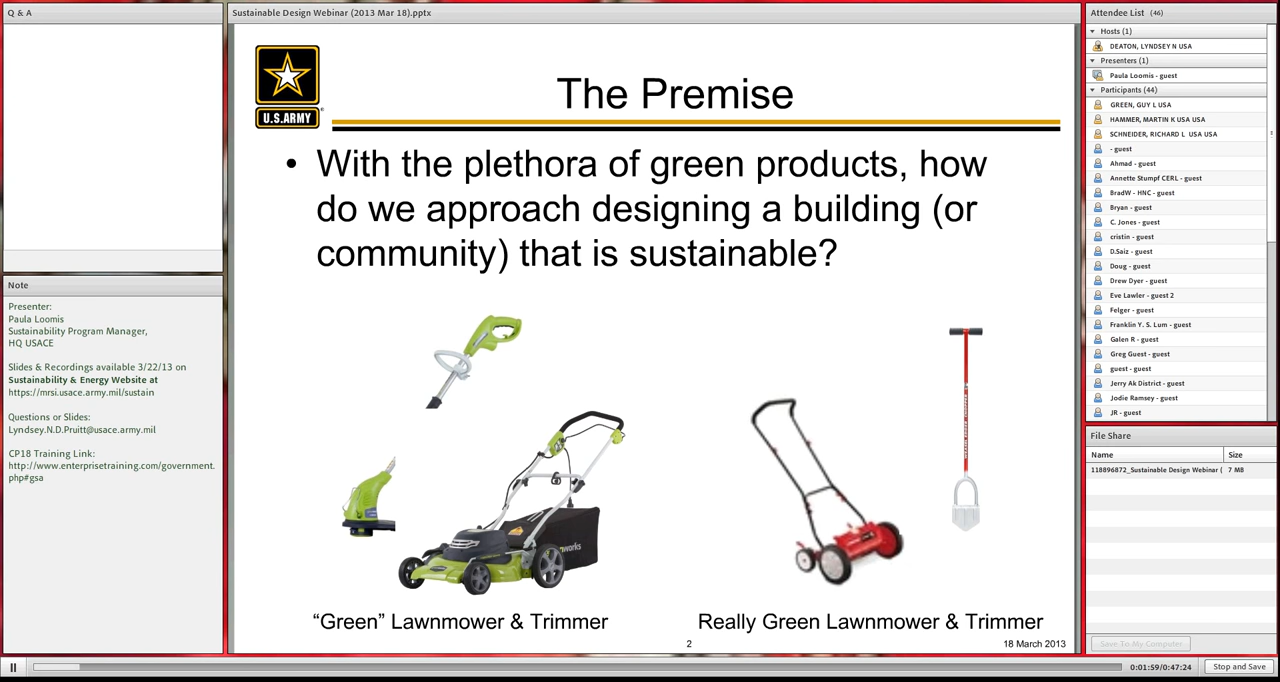 Q & A
Sustainable Design Webinar (2013 Mar 18).pptx
Attendee List (46)
Hosts (1)
DEATON, LYNDSEY N USA
Presenters (1)
Paula Loomis - guest
Participants (44)
GREEN, GUY L USA
HAMMER, MARTIN K USA USA
SCHNEIDER, RICHARD L USA USA
- guest
Ahmad - guest
Annette Stumpf CERL - guest
BradW - HNC - guest
Bryan - guest
C. Jones - guest
cristin - guest
D.Saiz - guest
Doug - guest
Drew Dyer - guest
Eve Lawler - guest 2
Felger - guest
Franklin Y. S. Lum - guest
Galen R - guest
Greg Guest - guest
guest - guest
Jerry Ak District - guest
Jodie Ramsey - guest
JR - guest
U.S.ARMY
The Premise
• With the plethora of green products, how
do we approach designing a building (or
community) that is sustainable?
works
"Green" Lawnmower & Trimmer
Really Green Lawnmower & Trimmer
2
18 March 2013
Note
Presenter:
Paula Loomis
Sustainability Program Manager,
HQ USACE
Slides & Recordings available 3/22/13 on
Sustainability & Energy Website at
https://mrsi.usace.army.mil/sustain
Questions or Slides:
Lyndsey.N.D.Pruitt@usace.army.mil
CP18 Training Link:
http://www.enterprisetraining.com/government.
php#gsa
File Share
Name Size
118896872_Sustainable Design Webinar ( 7 MB
Save To My Computer
0:01:59/0:47:24
Stop and Save